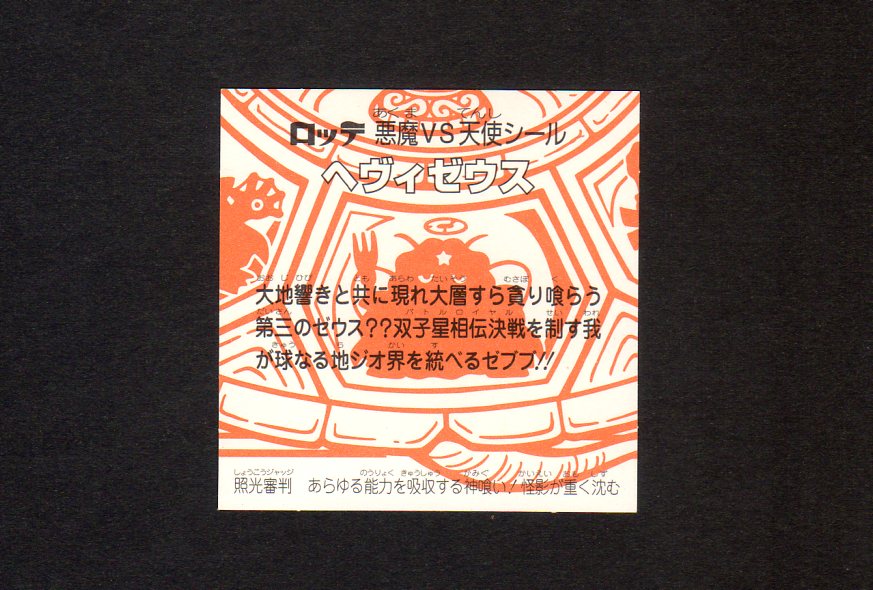 ロッテ 悪魔VS天使シール
ヘヴィゼウス
大地響きと共に現れ大層すら貪り喰らう
第三のゼウス??双子星相伝決戦を制す我
が球なる地ジオ界を統べるゼブブ!!
照光審判 あらゆる能力を吸収する神喰い!怪影が重く沈む